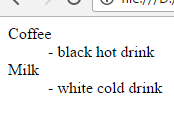 Coffee
- black hot drink
Milk
- white cold drink